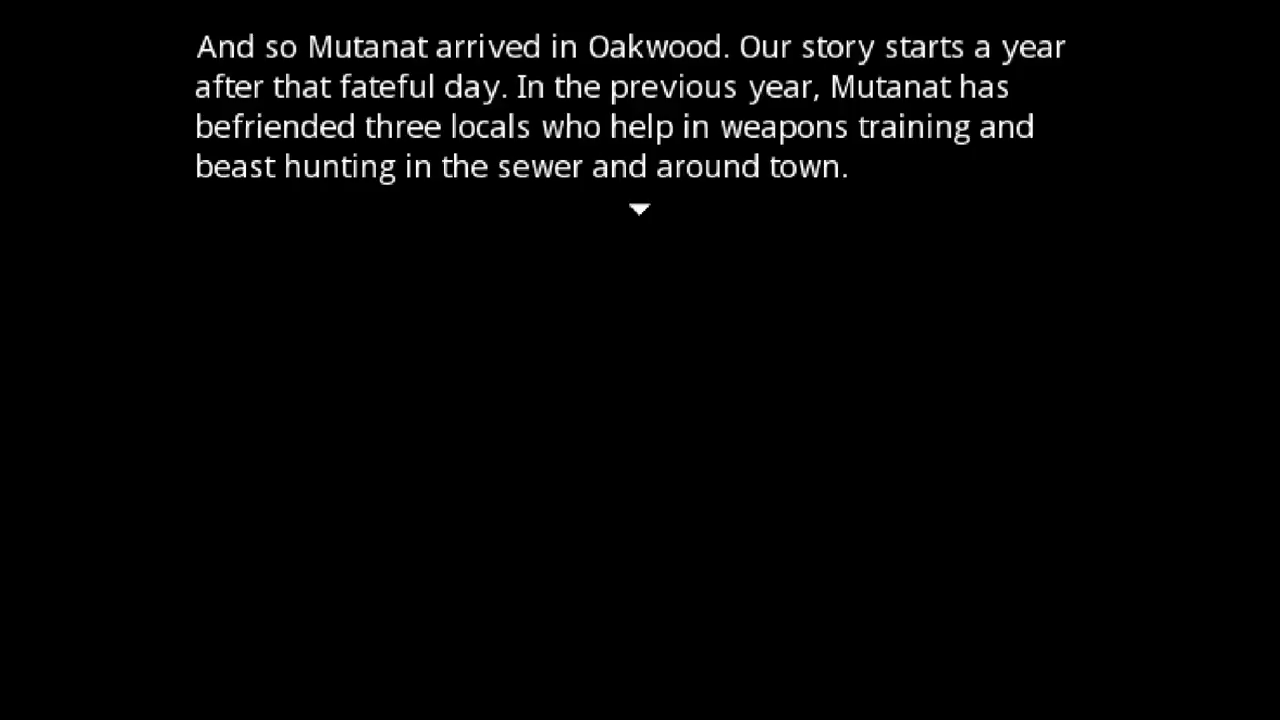 And so Mutanat arrived in Oakwood. Our story starts a year
after that fateful day. In the previous year, Mutanat has
befriended three locals who help in weapons training and
beast hunting in the sewer and around town.